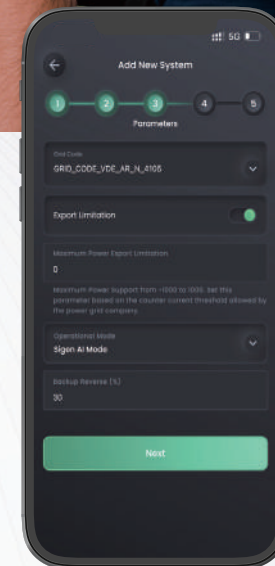 5G
Add New System
1
2
3
4
5
Parameters
Grid Code
GRID_CODE_VDE_AR_N_4105
Export Limitation
Maximum Power Export Limitation
0
Maximum Power Support from -1000 to 1000. Set this
parameter based on the counter current threshold allowed by
the power grid company.
Operational Mode
Sigen AI Mode
Backup Reverse (%)
30
Next